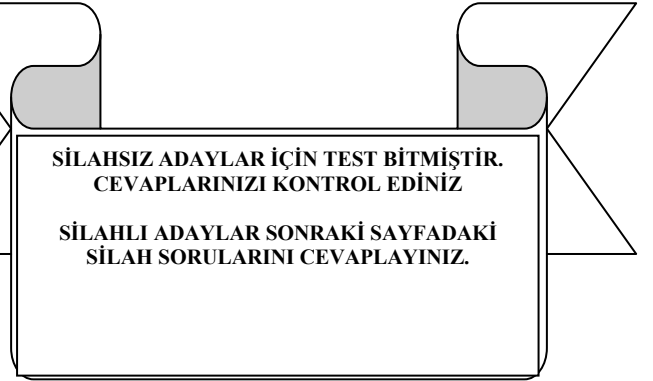 SİLAHSIZ ADAYLAR İÇİN TEST BİTMİŞTİR.
CEVAPLARINIZI KONTROL EDİNİZ
SİLAHLI ADAYLAR SONRAKİ SAYFADAKİ
SİLAH SORULARINI CEVAPLAYINIZ.